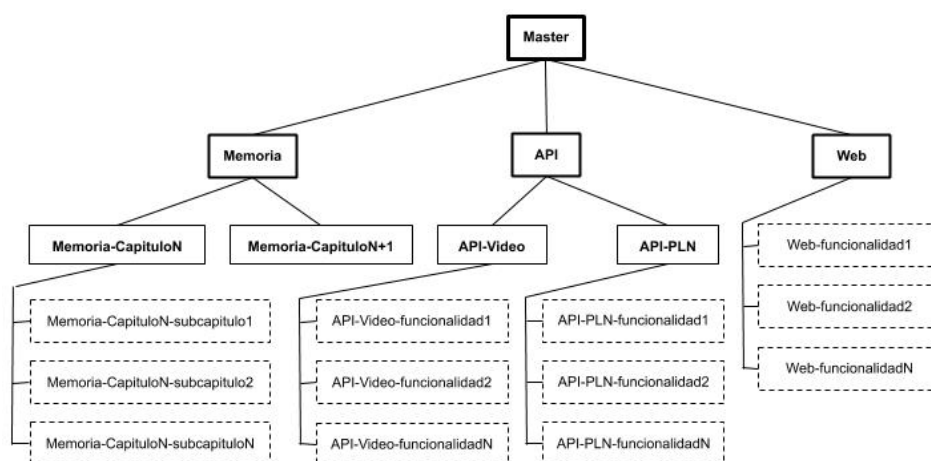 Master
Memoria
API
Web
Memoria-CapituloN
Memoria-CapituloN+1
API-Video
API-PLN
Web-funcionalidad1
Web-funcionalidad2
Web-funcionalidadN
Memoria-CapituloN-subcapitulo1
API-Video-funcionalidad1
API-PLN-funcionalidad1
Memoria-CapituloN-subcapitulo2
API-Video-funcionalidad2
API-PLN-funcionalidad2
Memoria-CapituloN-subcapituloN
API-Video-funcionalidadN
API-PLN-funcionalidadN